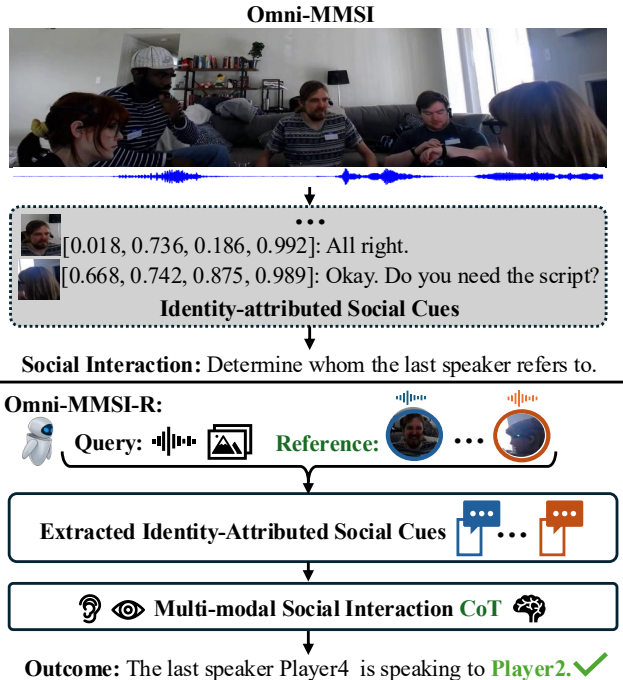 Omni-MMSI
...
[0.018, 0.736, 0.186, 0.992]: All right.
[0.668, 0.742, 0.875, 0.989]: Okay. Do you need the script?
Identity-attributed Social Cues
Social Interaction: Determine whom the last speaker refers to.
Omni-MMSI-R:
Query:
Reference:
...
Extracted Identity-Attributed Social Cues
...
Multi-modal Social Interaction CoT
Outcome: The last speaker Player4 is speaking to Player2.